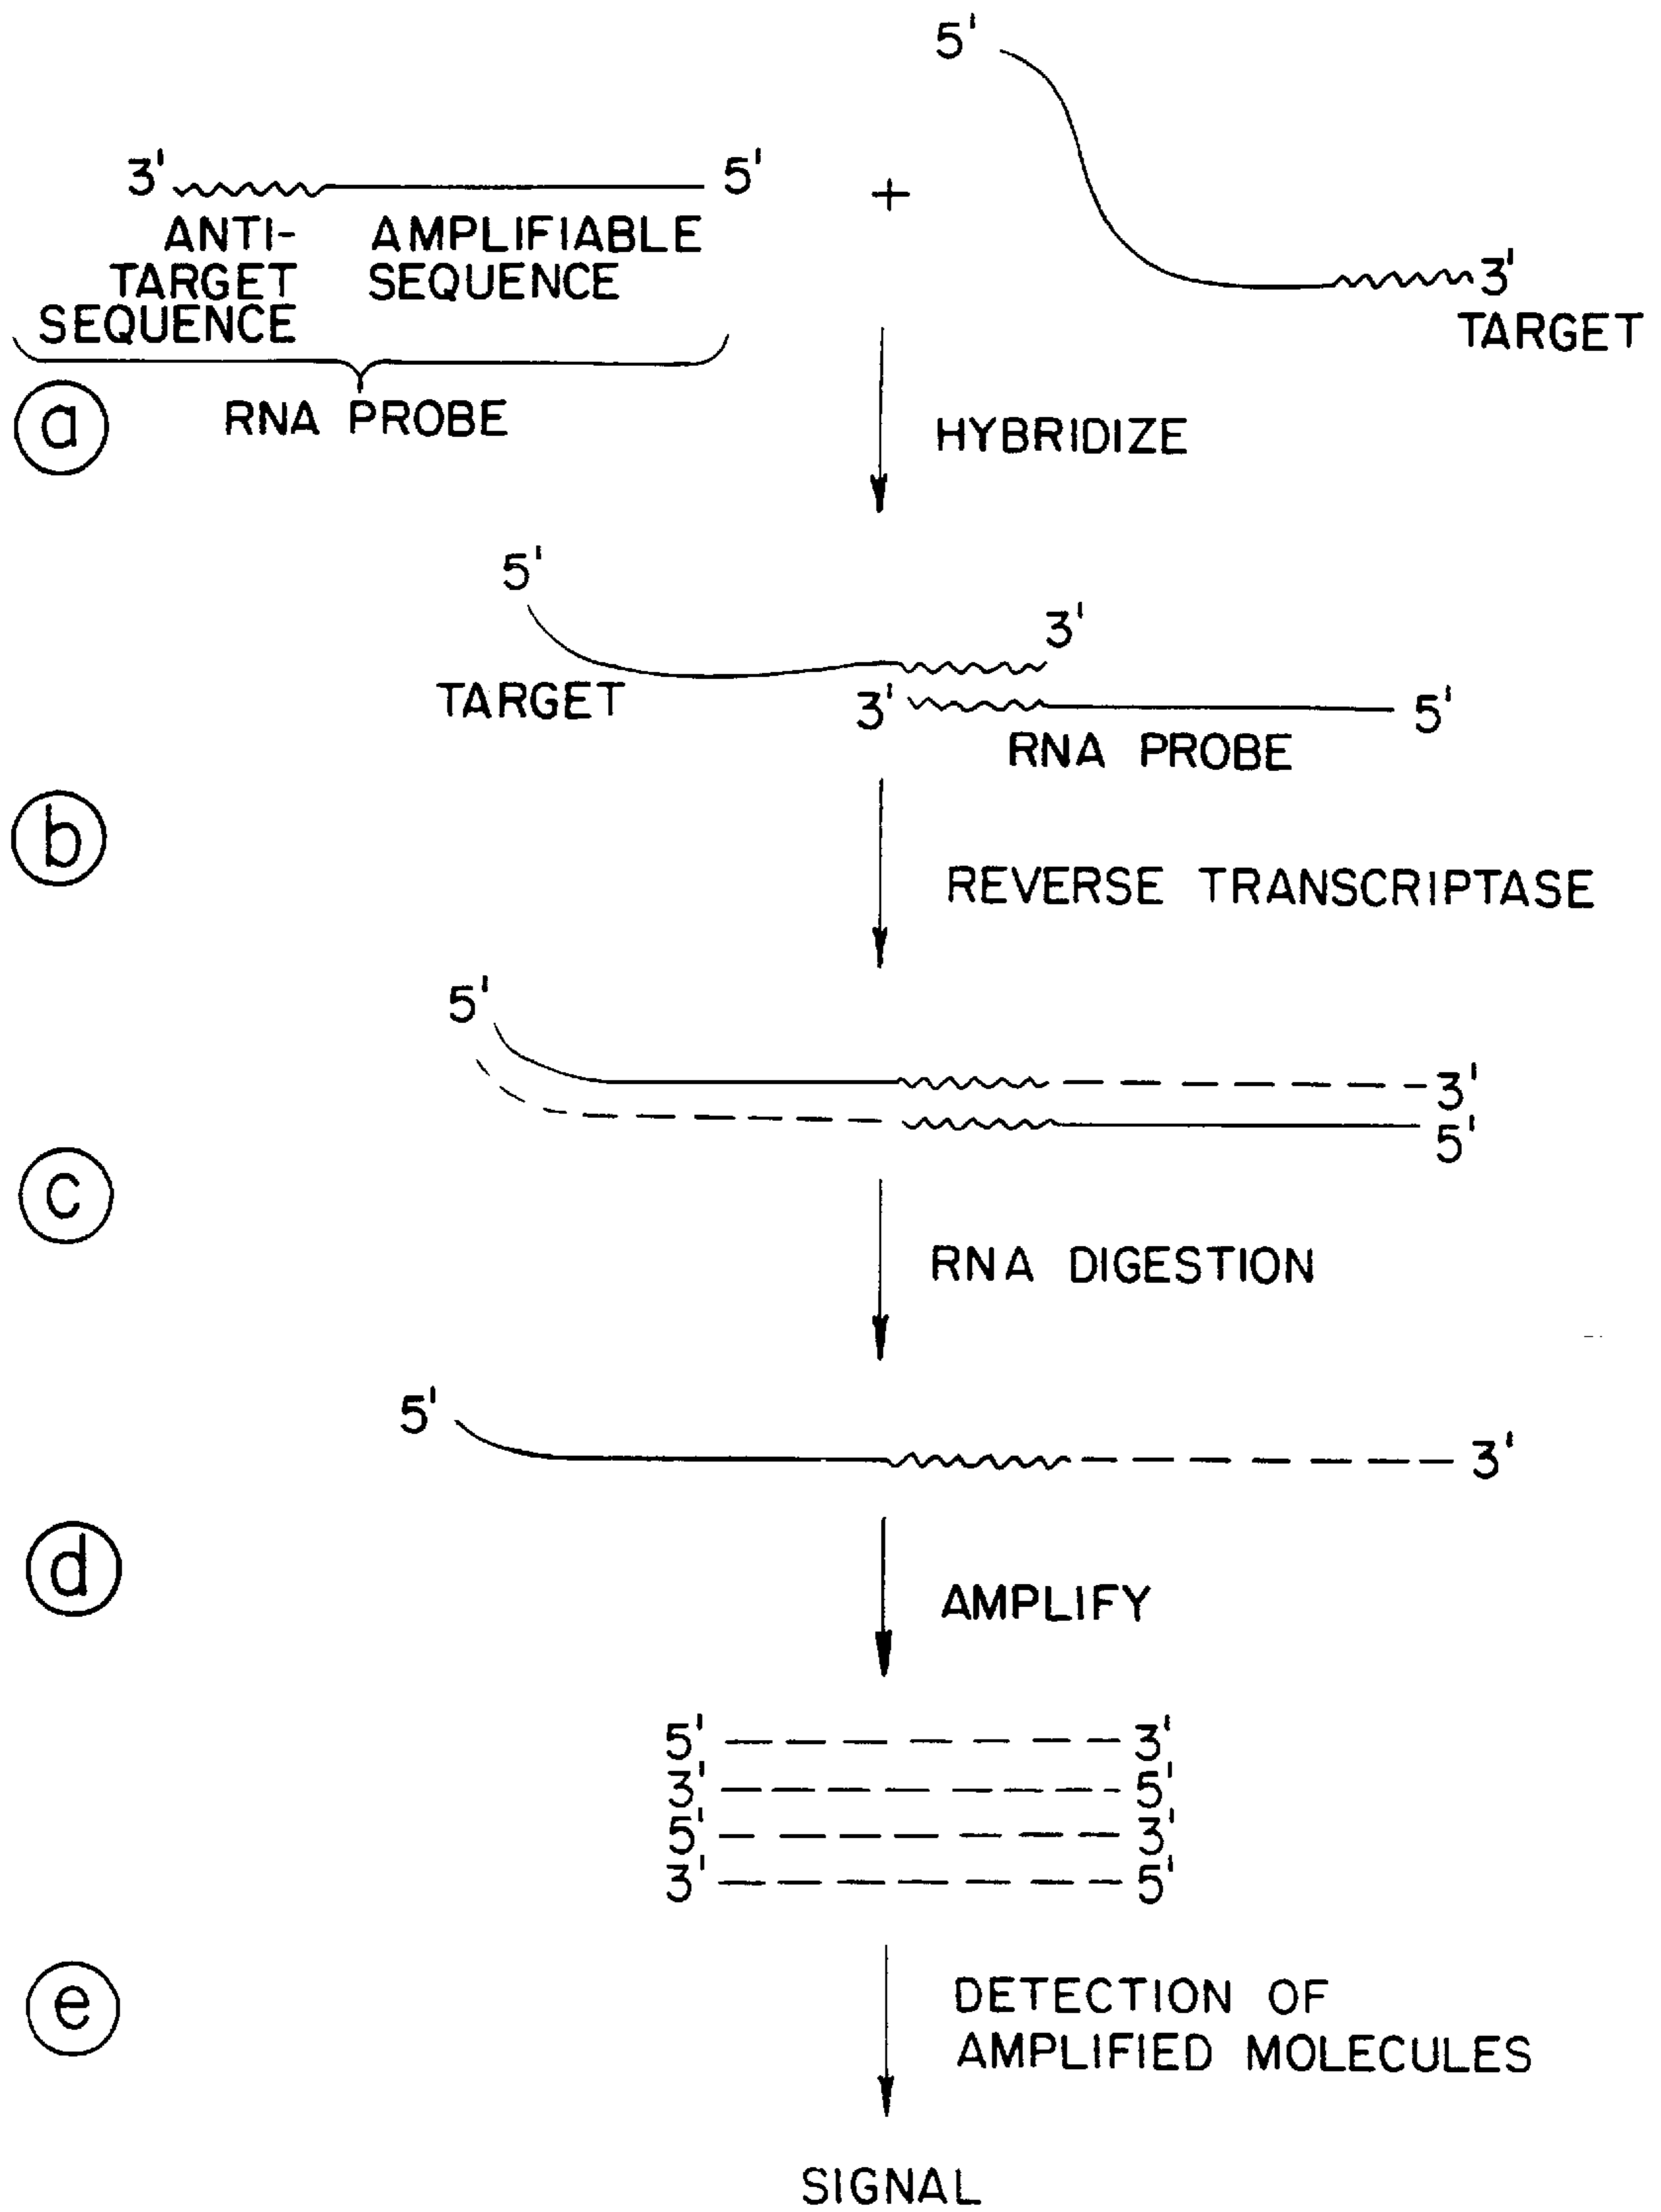 5'
3' 5'
+
ANTI- AMPLIFIABLE
TARGET SEQUENCE
SEQUENCE
3'
TARGET
RNA PROBE
a
HYBRIDIZE
5'
3'
TARGET
3' 5'
RNA PROBE
b
REVERSE TRANSCRIPTASE
5'
3'
5'
c
RNA DIGESTION
5'
3'
d
AMPLIFY
5' 3'
3' 5'
5' 3'
3' 5'
e
DETECTION OF
AMPLIFIED MOLECULES
SIGNAL